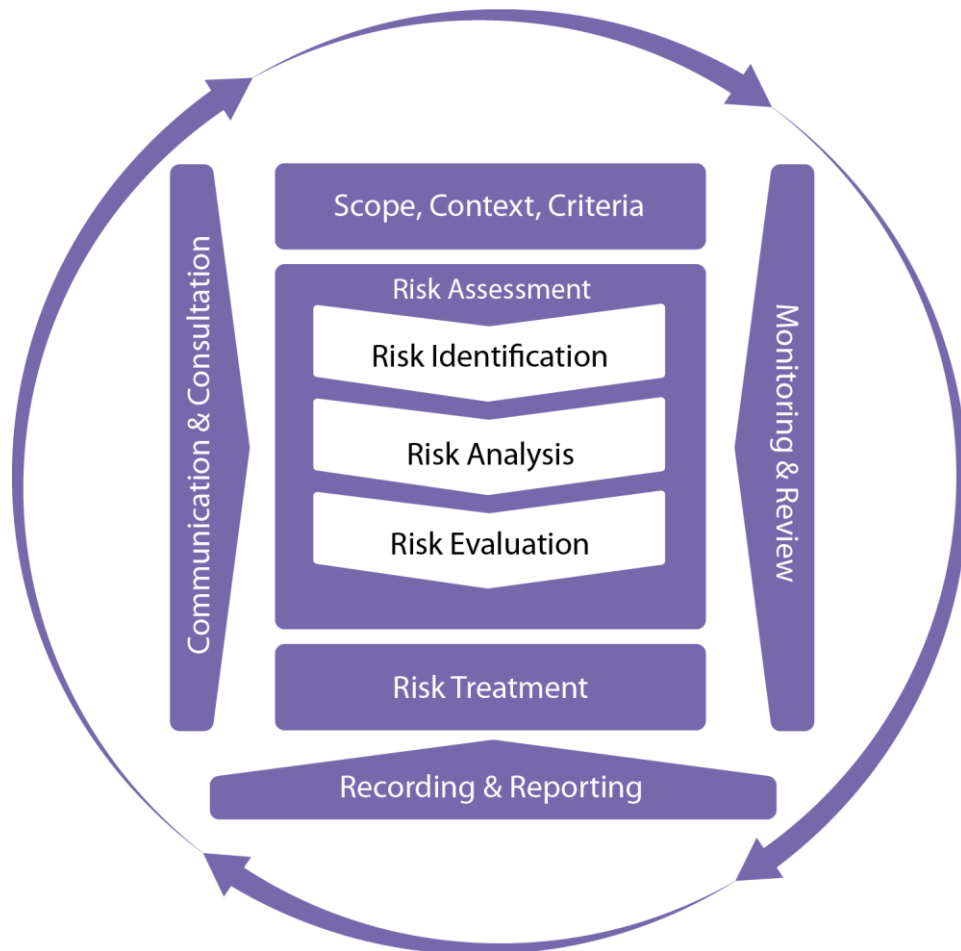 Scope, Context, Criteria
Communication & Consultation
Risk Assessment
Risk Identification
Risk Analysis
Risk Evaluation
Monitoring & Review
Risk Treatment
Recording & Reporting